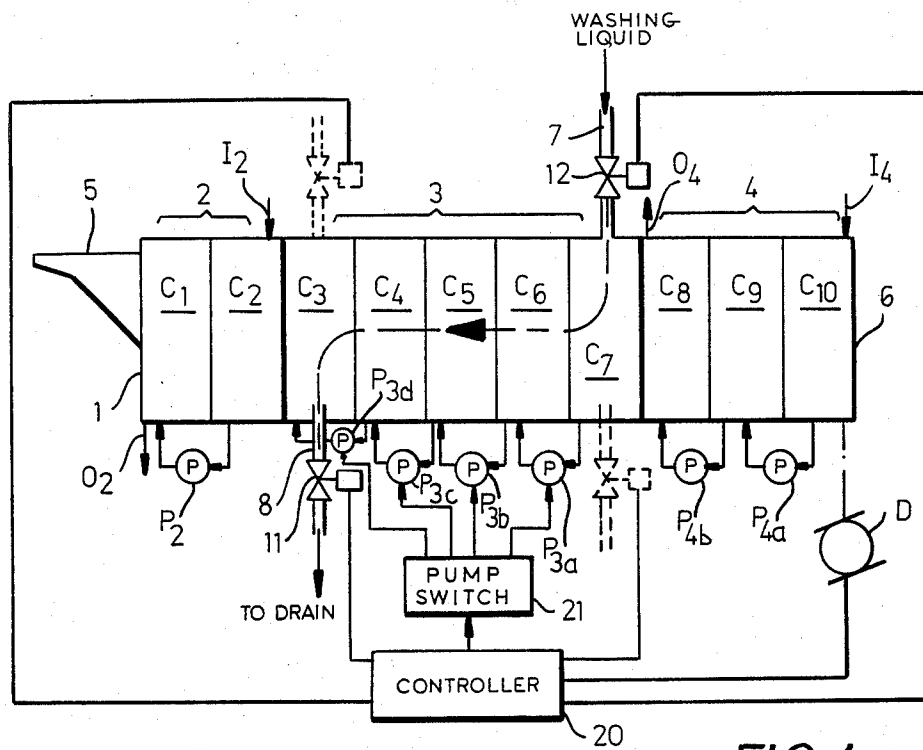 WASHING
LIQUID
7
12
I2
O4
I4
5
2
3
4
C1
C2
C3
C4
C5
C6
C7
C8
C9
C10
6
1
P3d
P
O2
P
P2
8
11
P
P3c
P
P3b
P
P3a
P
P4b
P
P4a
D
TO DRAIN
PUMP
SWITCH
21
CONTROLLER
20